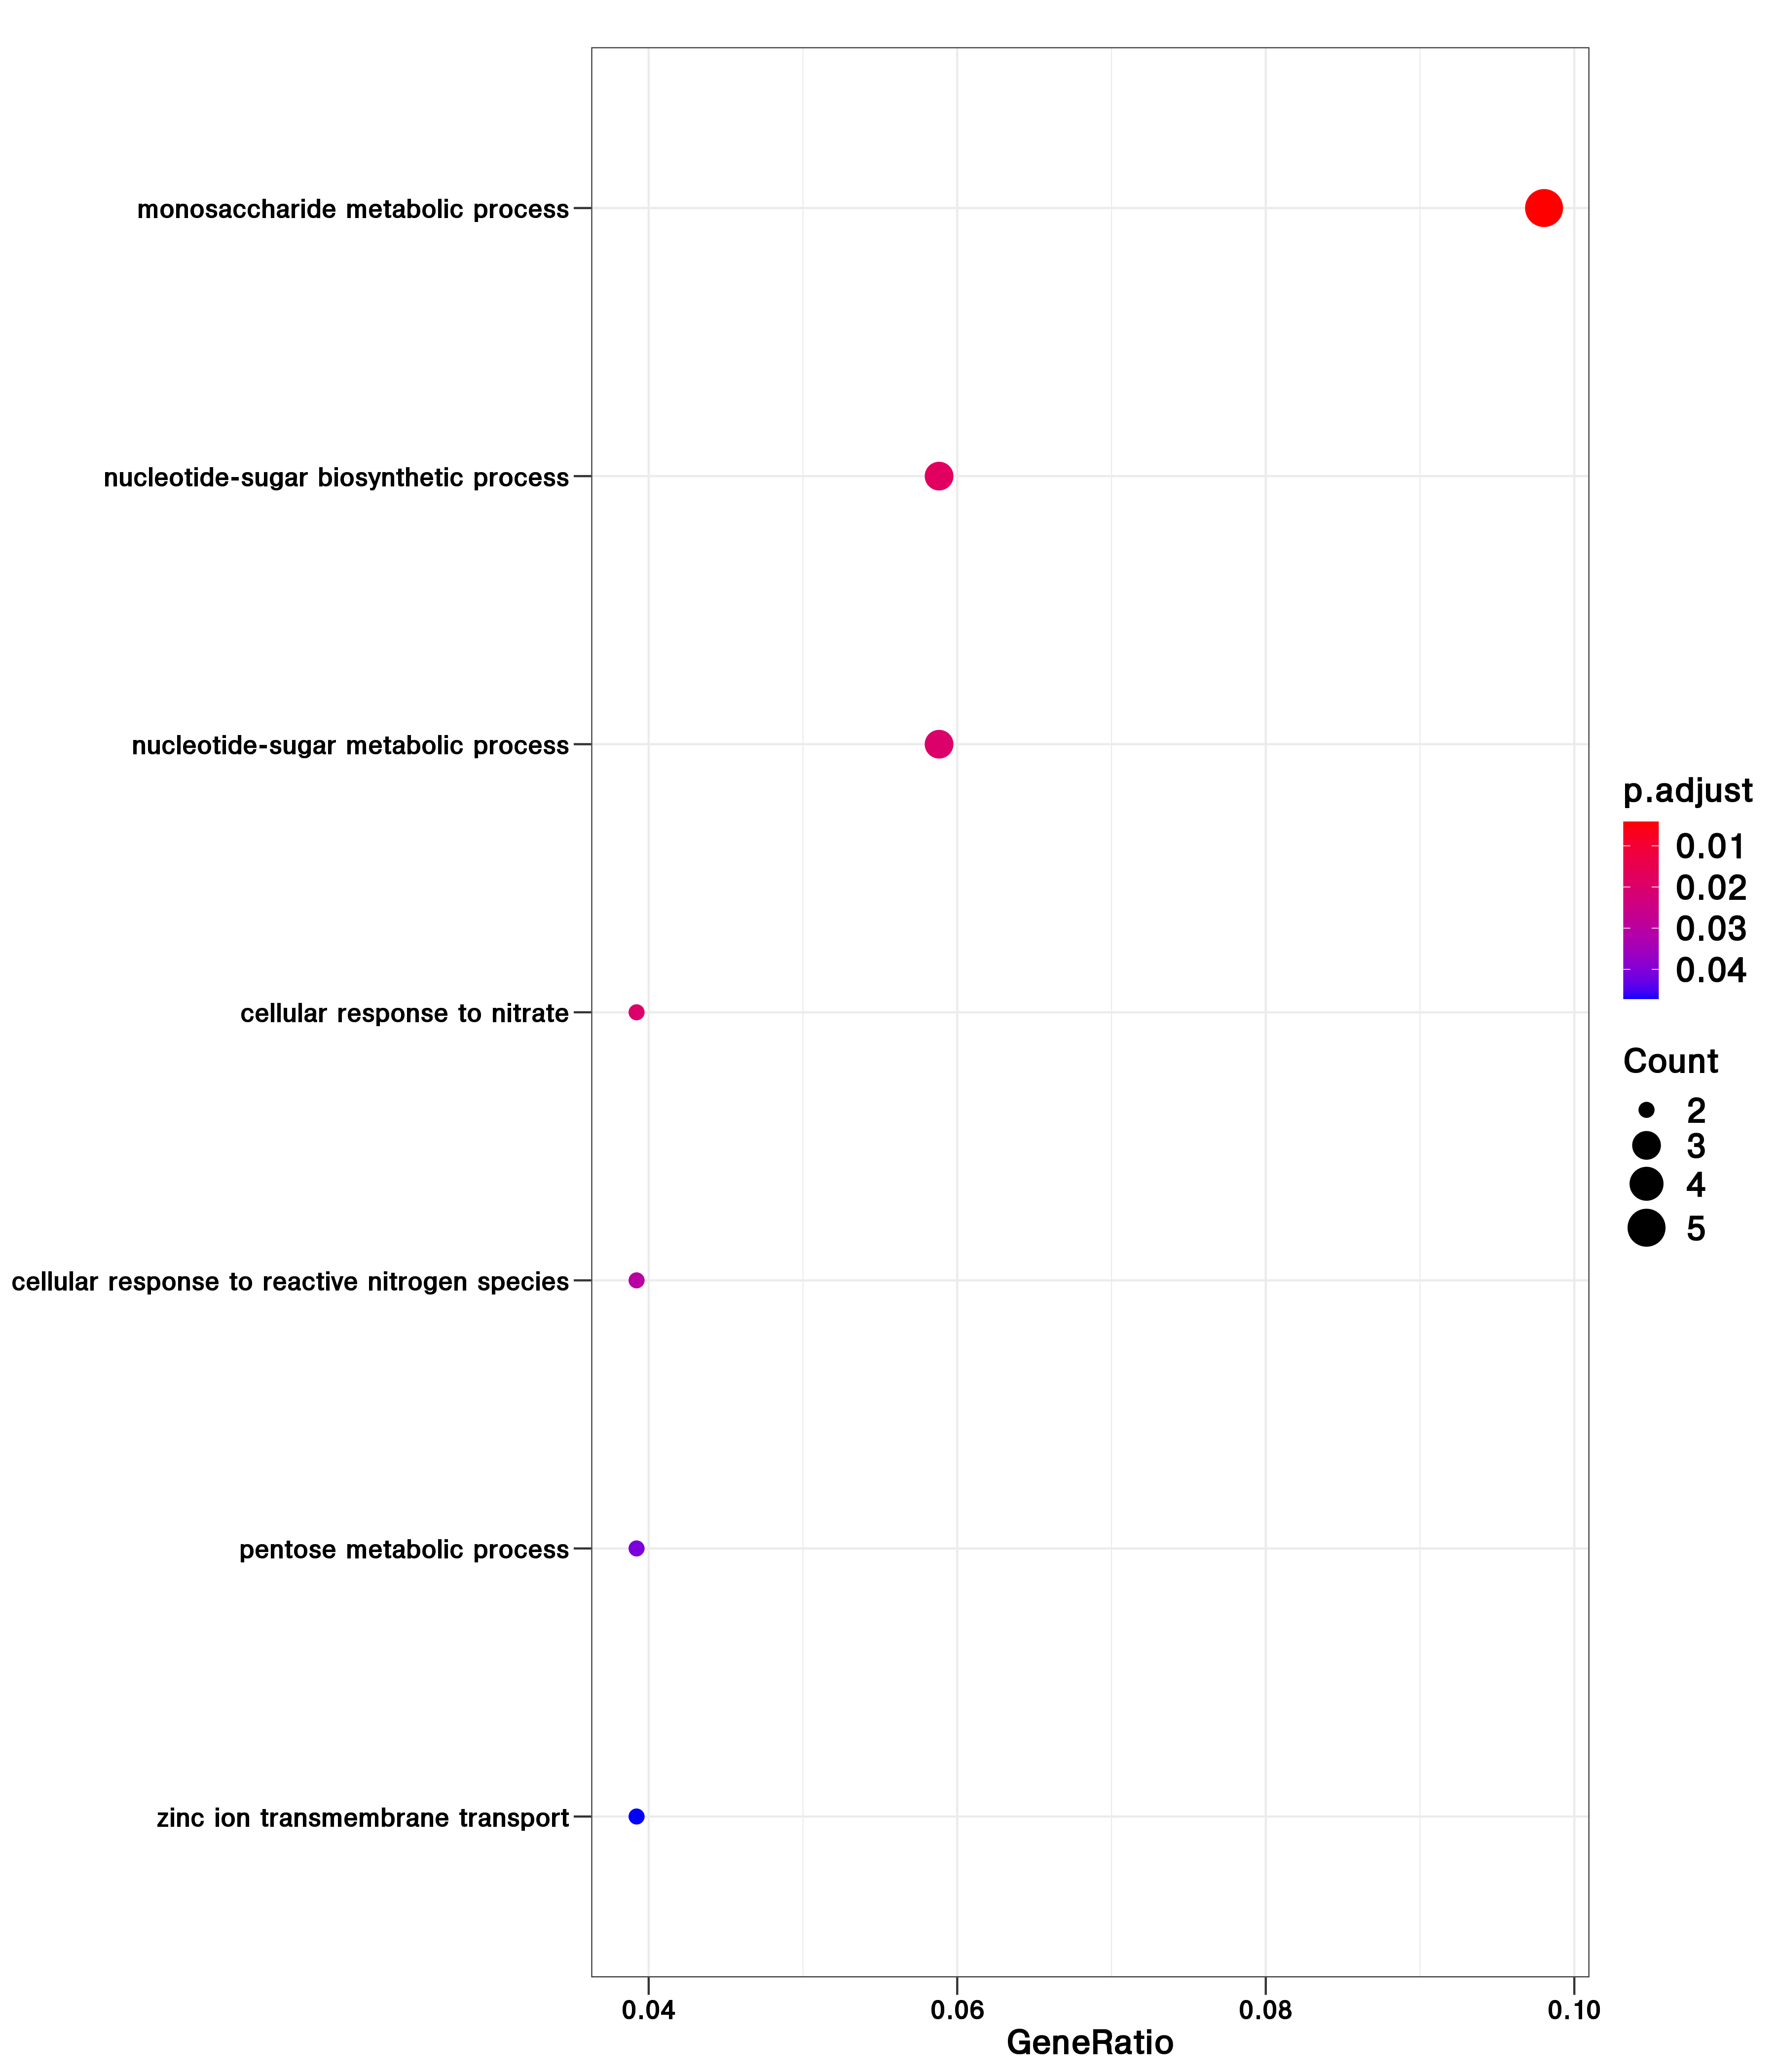 monosaccharide metabolic process
nucleotide-sugar biosynthetic process
nucleotide-sugar metabolic process
cellular response to nitrate
cellular response to reactive nitrogen species
pentose metabolic process
zinc ion transmembrane transport
0.04
0.06
0.08
0.10
GeneRatio
p.adjust
0.01
0.02
0.03
0.04
Count
2
3
4
5